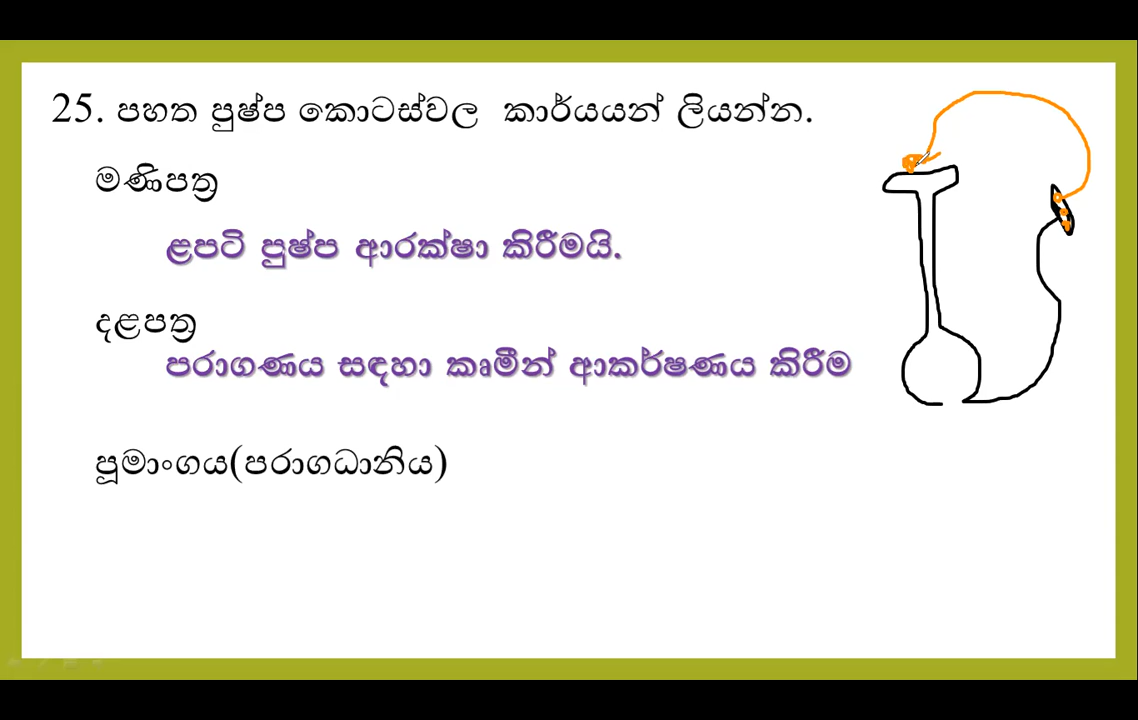 25. පහත පුෂ්ප කොටස්වල කාර්යයන් ලියන්න.
මණිපත්‍ර
ළපටි පුෂ්ප ආරක්ෂා කිරීමයි.
දළපත්‍ර
පරාගණය සඳහා කෘමීන් ආකර්ෂණය කිරීම
පූමාංගය(පරාගධානිය)